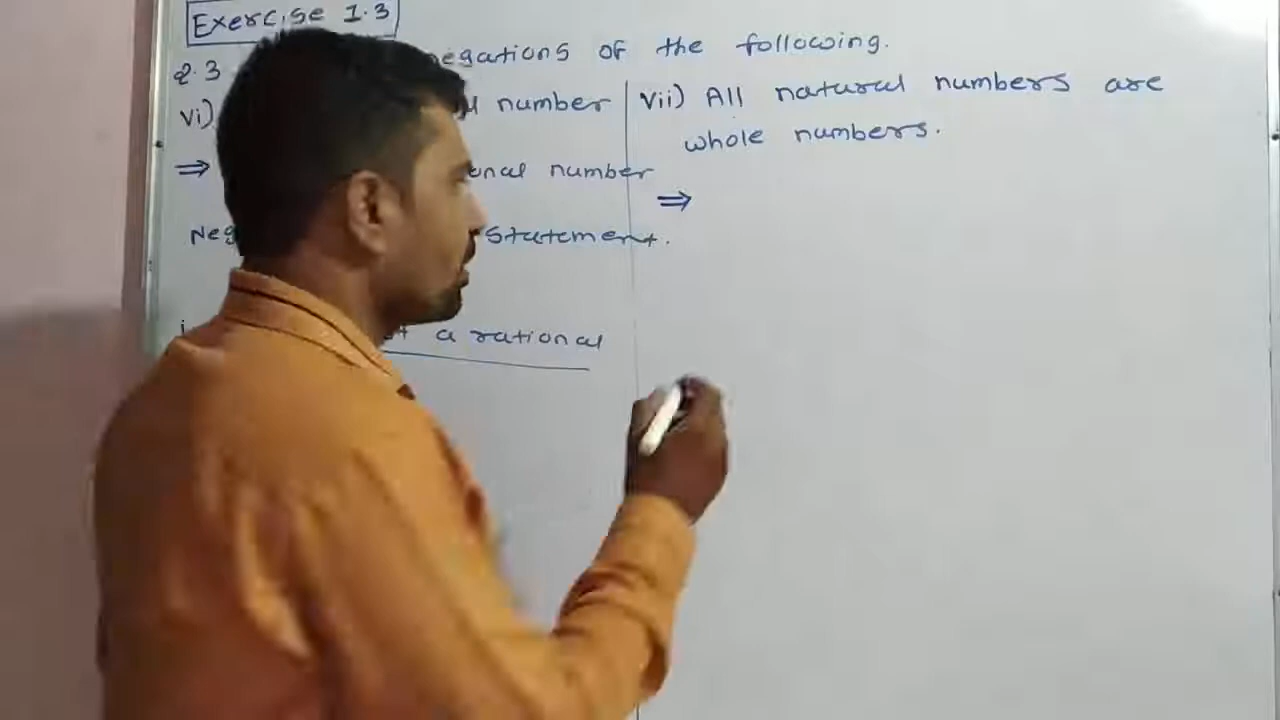 Exercise 1.3
Q.3 egations of the following.
vi) number
⇒ onal number
Neg statement.
a rational
vii) All natural numbers are
whole numbers.
⇒